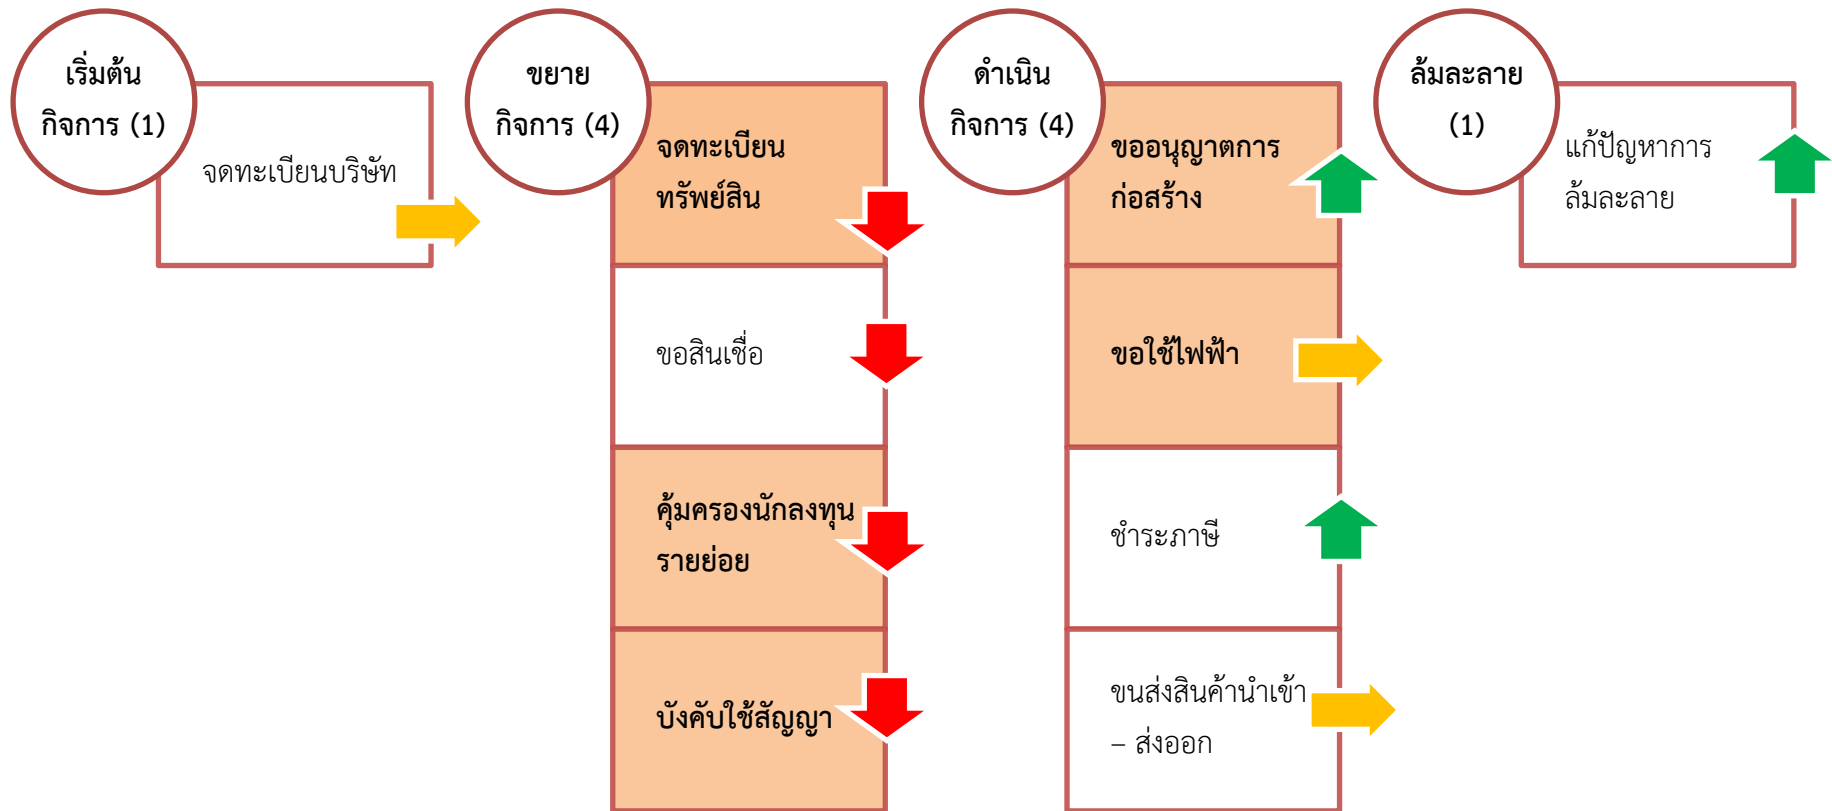 เริ่มต้น
กิจการ (1)
จดทะเบียนบริษัท
ขยาย
กิจการ (4)
จดทะเบียน
ทรัพย์สิน
ขอสินเชื่อ
คุ้มครองนักลงทุน
รายย่อย
บังคับใช้สัญญา
ดำเนิน
กิจการ (4)
ขออนุญาตการ
ก่อสร้าง
ขอใช้ไฟฟ้า
ชำระภาษี
ขนส่งสินค้านำเข้า
– ส่งออก
ล้มละลาย
(1)
แก้ปัญหาการ
ล้มละลาย